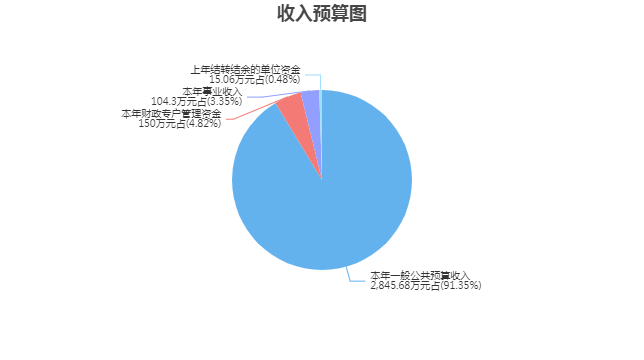 收入预算图
上年结转结余的单位资金
15.06万元占(0.48%)
本年事业收入
104.3万元占(3.35%)
本年财政专户管理资金
150万元占(4.82%)
本年一般公共预算收入
2,845.68万元占(91.35%)